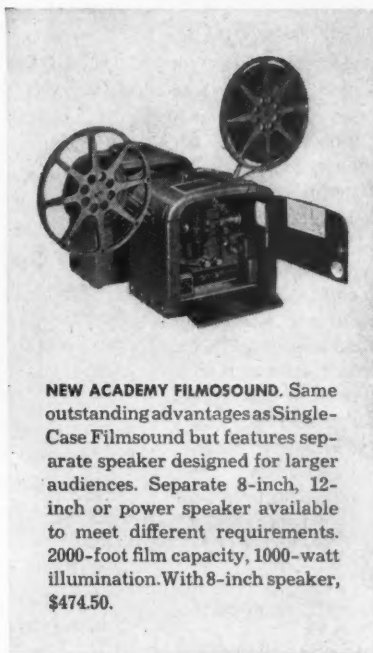 NEW ACADEMY FILMOSOUND. Same
outstanding advantages as Single-
Case Filmsound but features sep-
arate speaker designed for larger
audiences. Separate 8-inch, 12-
inch or power speaker available
to meet different requirements.
2000-foot film capacity, 1000-watt
illumination. With 8-inch speaker,
$474.50.